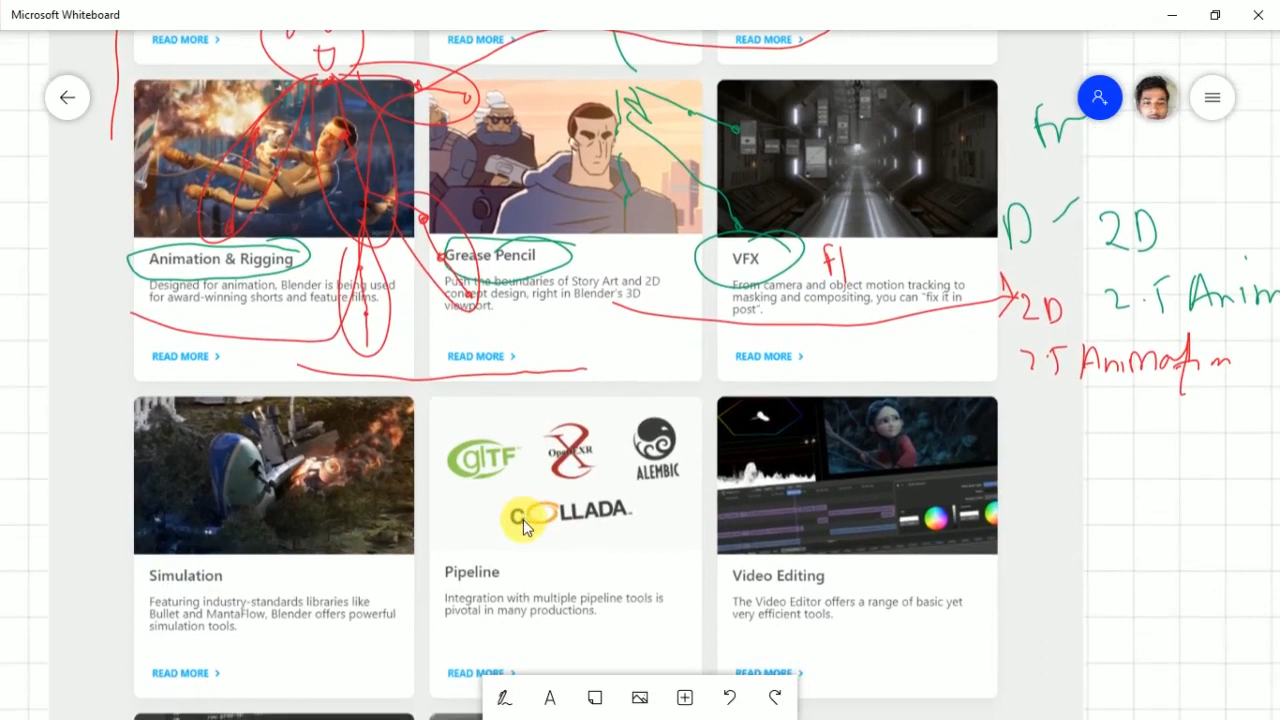 Microsoft Whiteboard
READ MORE >
READ MORE >
READ MORE >
Animation & Rigging
Designed for animation, Blender is being used
for award-winning shorts and feature films.
READ MORE >
Grease Pencil
Push the boundaries of Story Art and 2D
concept design, right in Blender's 3D
viewport.
READ MORE >
VFX
From camera and object motion tracking to
masking and compositing, you can "fix it in
post".
READ MORE >
fr
D
2D
2.5 Anim
2D
2.5 Animation
fl
glTF
OpenEXR
ALEMBIC
COLLADA
Simulation
Featuring industry-standards libraries like
Bullet and MantaFlow, Blender offers powerful
simulation tools.
READ MORE >
Pipeline
Integration with multiple pipeline tools is
pivotal in many productions.
READ MORE >
Video Editing
The Video Editor offers a range of basic yet
very efficient tools.
READ MORE >
A